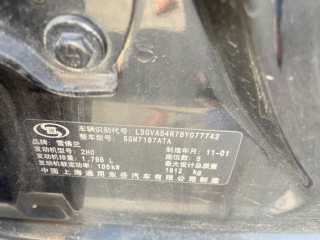 车辆识别代号 LSGVA54R7BY077742
整车型号: SGM7187ATA
品牌: 雪佛兰 制造年月: 11-01
发动机型号: 2H0 座位数: 5
发动机排量: 1.796 L 最大设计总质量
发动机额定功率: 105kW 1912 kg
中国上海通用东岳汽车有限公司制造